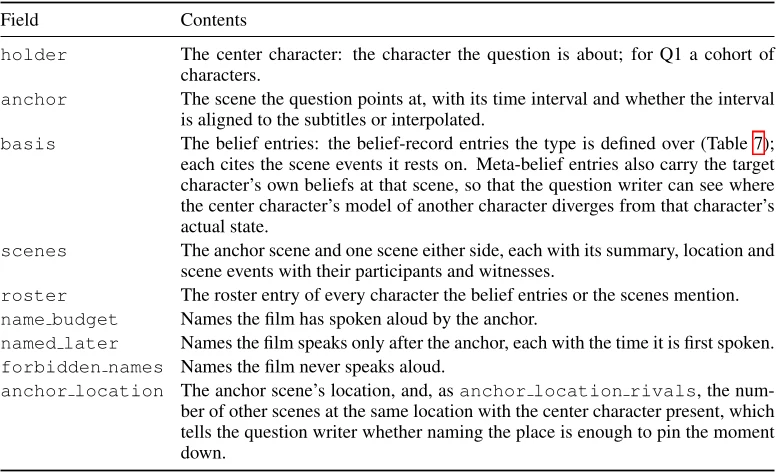 Field Contents
holder The center character: the character the question is about; for Q1 a cohort of
characters.
anchor The scene the question points at, with its time interval and whether the interval
is aligned to the subtitles or interpolated.
basis The belief entries: the belief-record entries the type is defined over (Table 7);
each cites the scene events it rests on. Meta-belief entries also carry the target
character's own beliefs at that scene, so that the question writer can see where
the center character's model of another character diverges from that character's
actual state.
scenes The anchor scene and one scene either side, each with its summary, location and
scene events with their participants and witnesses.
roster The roster entry of every character the belief entries or the scenes mention.
name_budget Names the film has spoken aloud by the anchor.
named_later Names the film speaks only after the anchor, each with the time it is first spoken.
forbidden_names Names the film never speaks aloud.
anchor_location The anchor scene's location, and, as anchor_location_rivals, the num-
ber of other scenes at the same location with the center character present, which
tells the question writer whether naming the place is enough to pin the moment
down.